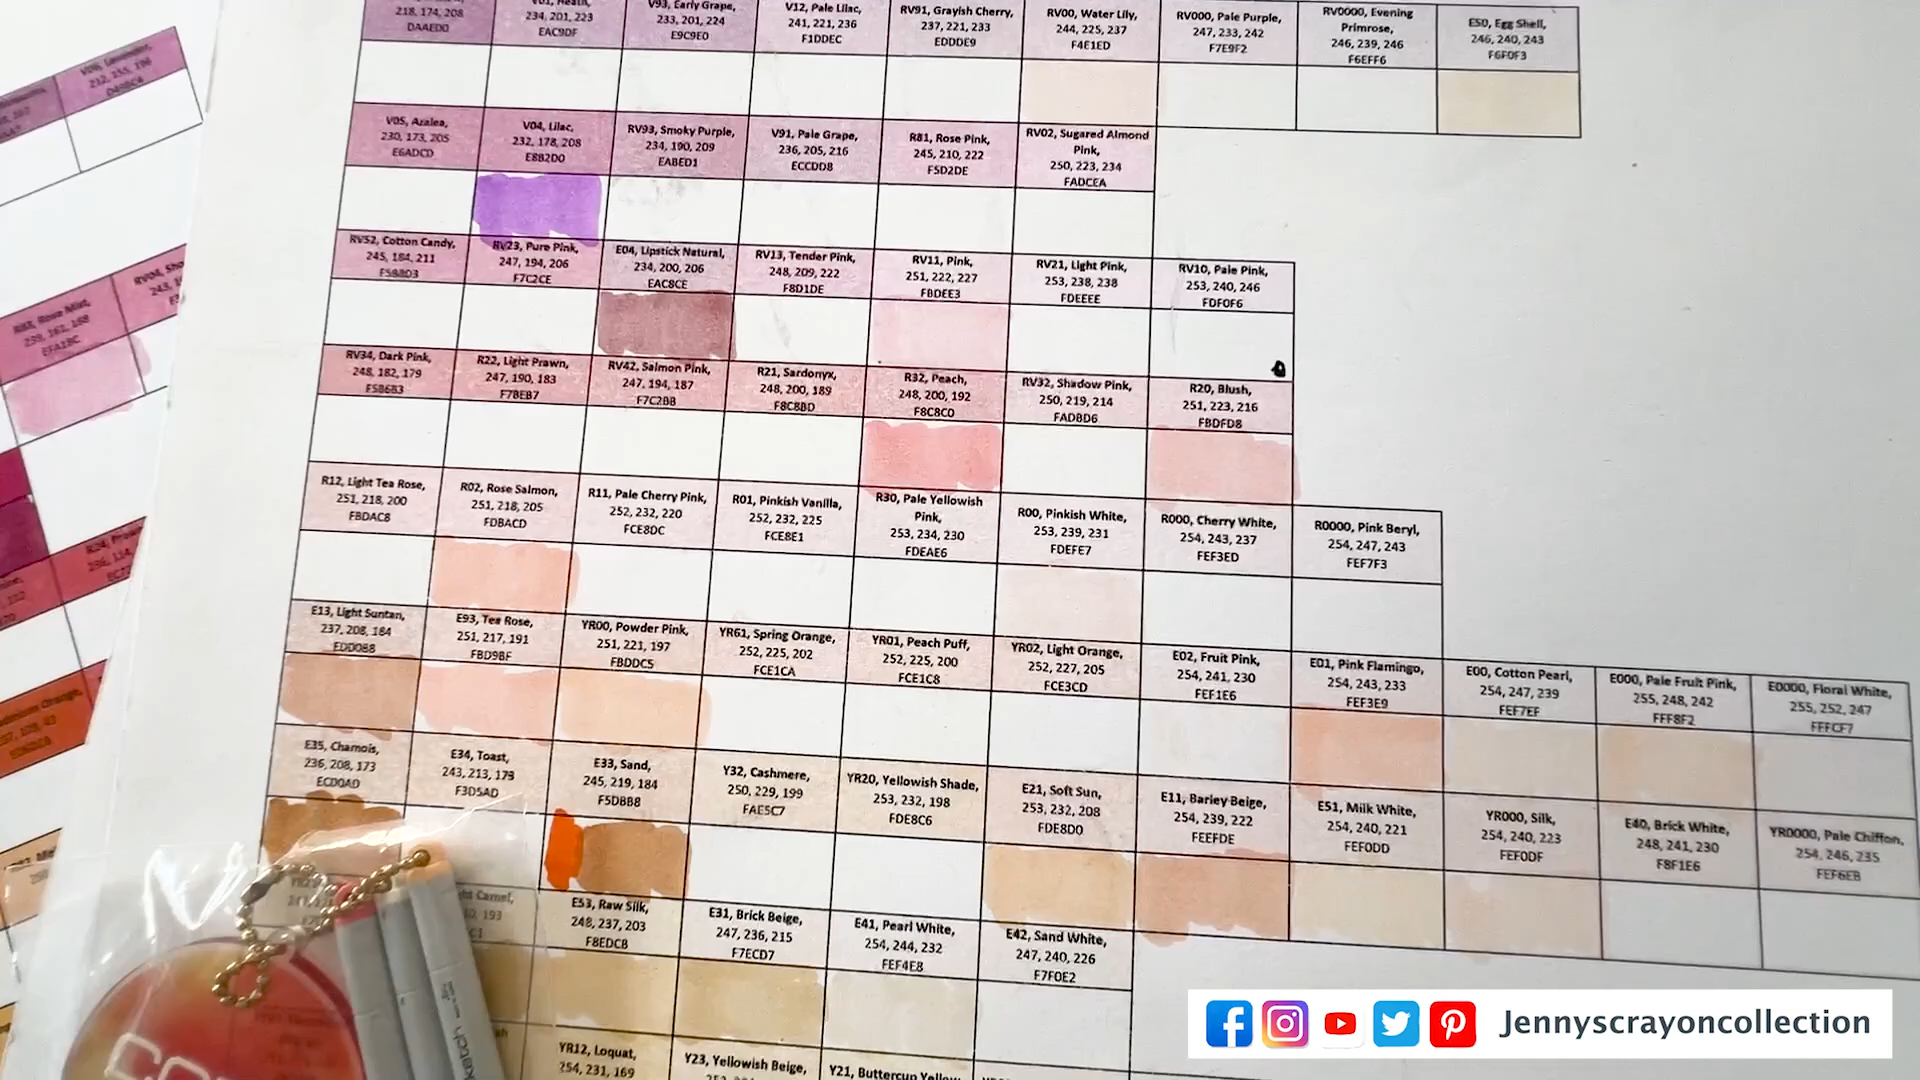 218, 174, 208
DAAED0
V01, Heath,
234, 201, 223
EAC9DF
V93, Early Grape,
233, 201, 224
E9C9E0
V12, Pale Lilac,
241, 221, 236
F1DDEC
RV91, Grayish Cherry,
237, 221, 233
EDDDE9
RV00, Water Lily,
244, 225, 237
F4E1ED
RV000, Pale Purple,
247, 233, 242
F7E9F2
RV0000, Evening
Primrose,
246, 239, 246
F6EFF6
E50, Egg Shell,
246, 240, 243
F6F0F3
V05, Azalea,
230, 173, 205
E6ADCD
V04, Lilac,
232, 178, 208
E8B2D0
RV93, Smoky Purple,
234, 190, 209
EABED1
V91, Pale Grape,
236, 205, 216
ECCDD8
R81, Rose Pink,
245, 210, 222
F5D2DE
RV02, Sugared Almond
Pink,
250, 223, 234
FADCEA
RV52, Cotton Candy,
245, 184, 211
F5B8D3
RV23, Pure Pink,
247, 194, 206
F7C2CE
E04, Lipstick Natural,
234, 200, 206
EAC8CE
RV13, Tender Pink,
248, 209, 222
F8D1DE
RV11, Pink,
251, 222, 227
FBDEE3
RV21, Light Pink,
253, 238, 238
FDEEEE
RV10, Pale Pink,
253, 240, 246
FDF0F6
RV34, Dark Pink,
248, 182, 179
F5B6B3
R22, Light Prawn,
247, 190, 183
F7BEB7
RV42, Salmon Pink,
247, 194, 187
F7C2BB
R21, Sardonyx,
248, 200, 189
F8C8BD
R32, Peach,
248, 200, 192
F8C8C0
RV32, Shadow Pink,
250, 219, 214
FADBD6
R20, Blush,
251, 223, 216
FBDFD8
R12, Light Tea Rose,
251, 218, 200
FBDAC8
R02, Rose Salmon,
251, 218, 205
FDBACD
R11, Pale Cherry Pink,
252, 232, 220
FCE8DC
R01, Pinkish Vanilla,
252, 232, 225
FCE8E1
R30, Pale Yellowish
Pink,
253, 234, 230
FDEAE6
R00, Pinkish White,
253, 239, 231
FDEFE7
R000, Cherry White,
254, 243, 237
FEF3ED
R0000, Pink Beryl,
254, 247, 243
FEF7F3
E13, Light Suntan,
237, 208, 184
EDD0B8
E93, Tea Rose,
251, 217, 191
FBD9BF
YR00, Powder Pink,
251, 221, 197
FBDDC5
YR61, Spring Orange,
252, 225, 202
FCE1CA
YR01, Peach Puff,
252, 225, 200
FCE1C8
YR02, Light Orange,
252, 227, 205
FCE3CD
E02, Fruit Pink,
254, 241, 230
FEF1E6
E01, Pink Flamingo,
254, 243, 233
FEF3E9
E00, Cotton Pearl,
254, 247, 239
FEF7EF
E000, Pale Fruit Pink,
255, 248, 242
FFF8F2
E0000, Floral White,
255, 252, 247
FFFCF7
E35, Chamois,
236, 208, 173
ECD0AD
E34, Toast,
243, 213, 173
F3D5AD
E33, Sand,
245, 219, 184
F5DBB8
Y32, Cashmere,
250, 229, 199
FAE5C7
YR20, Yellowish Shade,
253, 232, 198
FDE8C6
E21, Soft Sun,
253, 232, 208
FDE8D0
E11, Barley Beige,
254, 239, 222
FEEFDE
E51, Milk White,
254, 240, 221
FEF0DD
YR000, Silk,
254, 240, 223
FEF0DF
E40, Brick White,
248, 241, 230
F8F1E6
YR0000, Pale Chiffon,
254, 246, 235
FEF6EB
E53, Raw Silk,
248, 237, 203
F8EDCB
E31, Brick Beige,
247, 236, 215
F7ECD7
E41, Pearl White,
254, 244, 232
FEF4E8
E42, Sand White,
247, 240, 226
F7F0E2
YR12, Loquat,
254, 231, 169
Y23, Yellowish Beige,
Y21, Buttercup Yellow,
Jennyscrayoncollection